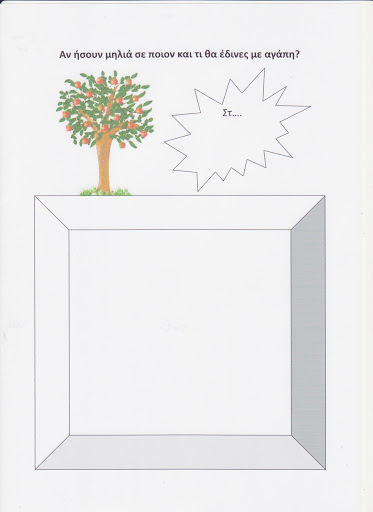 Αν ήσουν μηλιά σε ποιον και τι θα έδινες με αγάπη?
Στ....